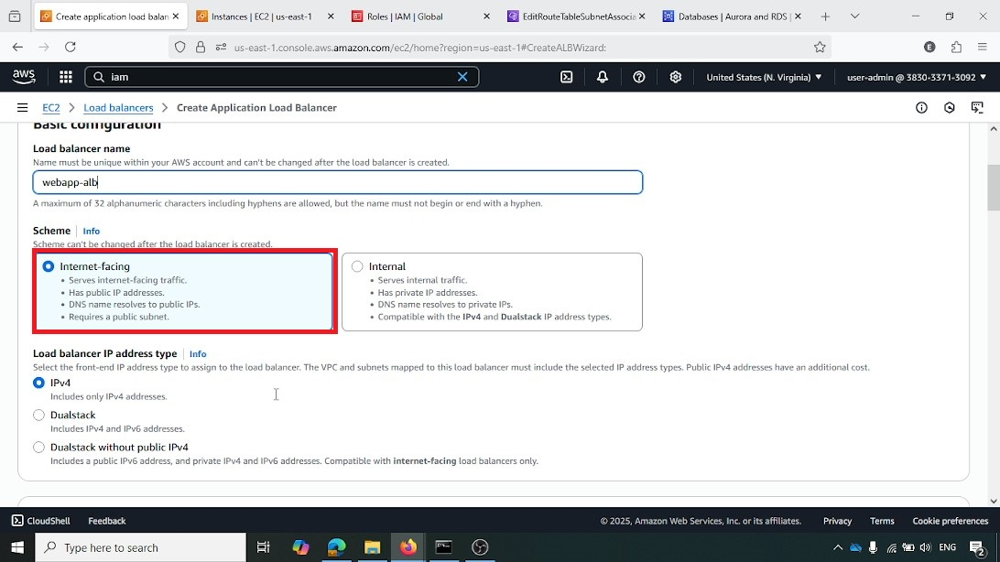 Create application load balan
Instances | EC2 | us-east-1
Roles | IAM | Global
EditRouteTableSubnetAssocia
Databases | Aurora and RDS |
us-east-1.console.aws.amazon.com/ec2/home?region=us-east-1#CreateALBWizard:
E
aws
iam
United States (N. Virginia)
user-admin @ 3830-3371-3092
EC2 > Load balancers > Create Application Load Balancer
Basic configuration
Load balancer name
Name must be unique within your AWS account and can't be changed after the load balancer is created.
webapp-alb
A maximum of 32 alphanumeric characters including hyphens are allowed, but the name must not begin or end with a hyphen.
Scheme | Info
Scheme can't be changed after the load balancer is created.
Internet-facing
• Serves internet-facing traffic.
• Has public IP addresses.
• DNS name resolves to public IPs.
• Requires a public subnet.
Internal
• Serves internal traffic.
• Has private IP addresses.
• DNS name resolves to private IPs.
• Compatible with the IPv4 and Dualstack IP address types.
Load balancer IP address type | Info
Select the front-end IP address type to assign to the load balancer. The VPC and subnets mapped to this load balancer must include the selected IP address types. Public IPv4 addresses have an additional cost.
IPv4
Includes only IPv4 addresses.
Dualstack
Includes IPv4 and IPv6 addresses.
Dualstack without public IPv4
Includes a public IPv6 address, and private IPv4 and IPv6 addresses. Compatible with internet-facing load balancers only.
CloudShell
Feedback
© 2025, Amazon Web Services, Inc. or its affiliates.
Privacy
Terms
Cookie preferences
Type here to search
ENG
2